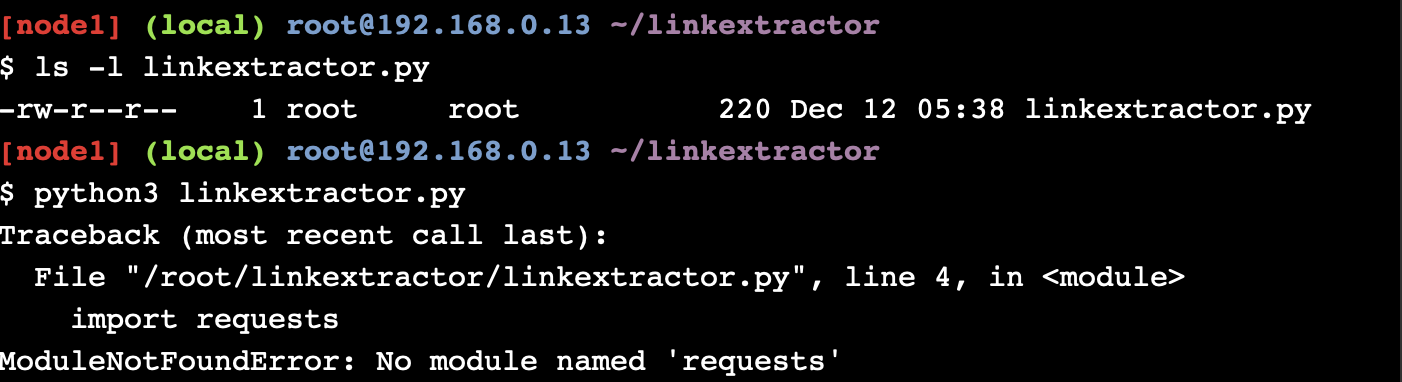 [node1] (local) root@192.168.0.13 ~/linkextractor
$ ls -l linkextractor.py
-rw-r--r--    1 root     root           220 Dec 12 05:38 linkextractor.py
[node1] (local) root@192.168.0.13 ~/linkextractor
$ python3 linkextractor.py
Traceback (most recent call last):
  File "/root/linkextractor/linkextractor.py", line 4, in <module>
    import requests
ModuleNotFoundError: No module named 'requests'